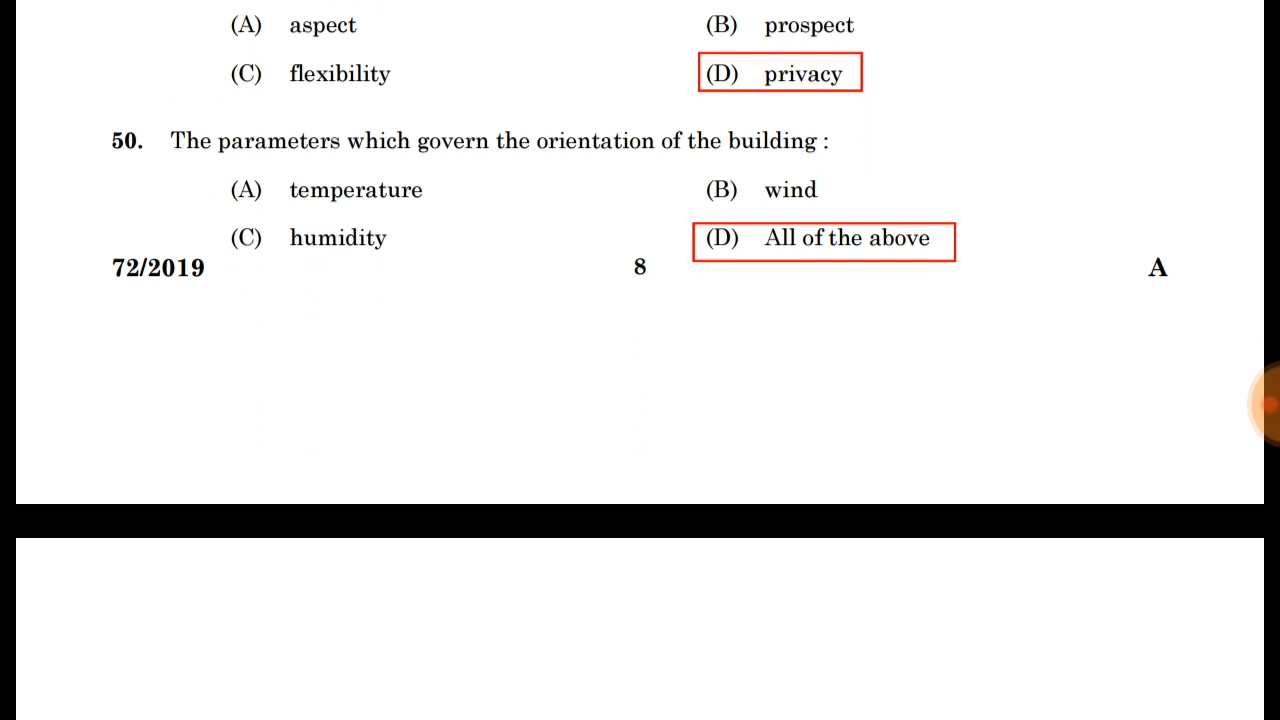 (A) aspect (B) prospect
(C) flexibility (D) privacy
50. The parameters which govern the orientation of the building :
(A) temperature (B) wind
(C) humidity (D) All of the above
72/2019 8 A